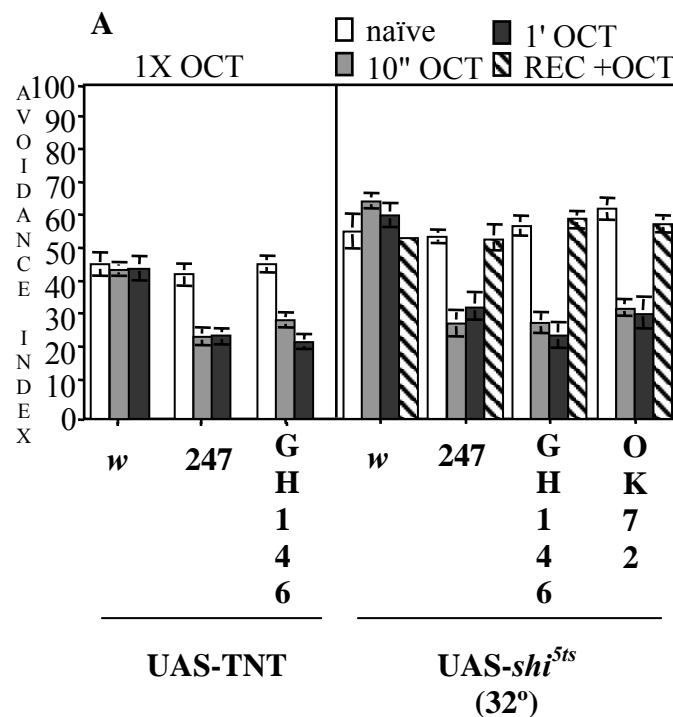 A
naïve
1' OCT
10" OCT
REC +OCT
1X OCT
AVOIDANCE INDEX
100
90
80
70
60
50
40
30
20
10
0
w
247
GH146
w
247
GH146
OK72
UAS-TNT
UAS-shi5ts
(32º)